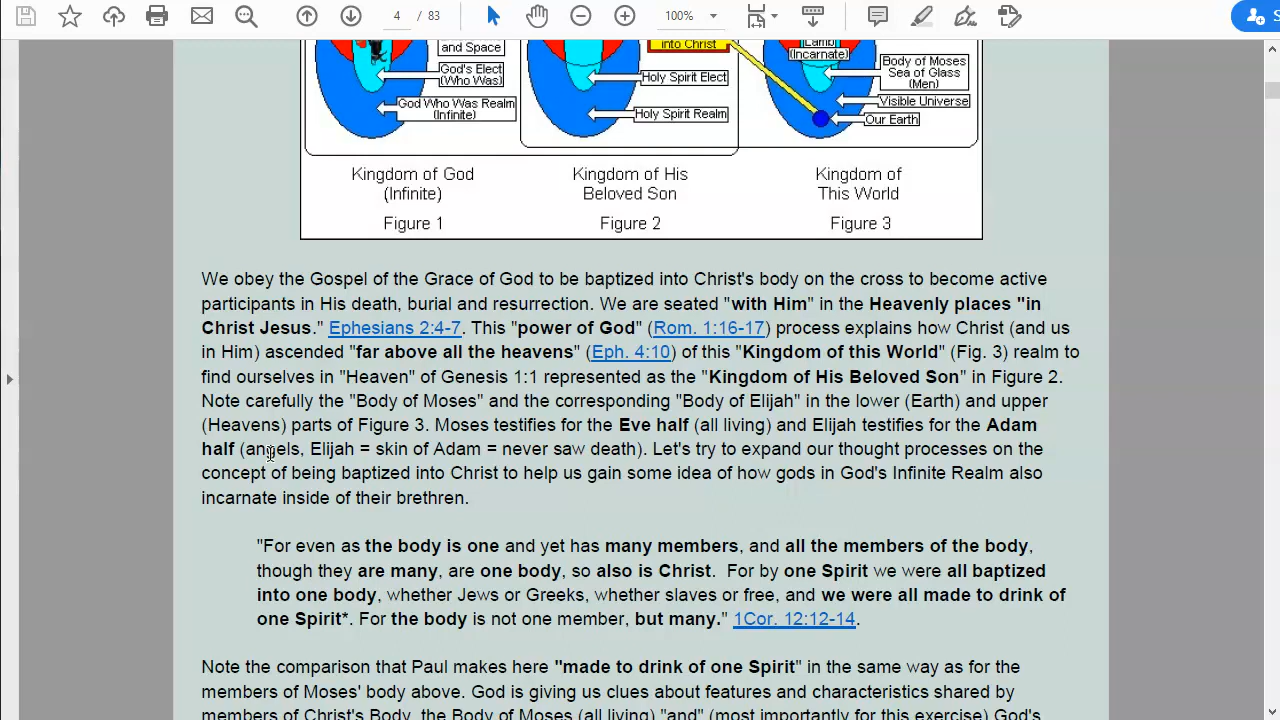 4 / 83
100%
S
and Space
God's Elect
(Who Was)
God Who Was Realm
(Infinite)
into Christ
Holy Spirit Elect
Holy Spirit Realm
Lamb
(Incarnate)
Body of Moses
Sea of Glass
(Men)
Visible Universe
Our Earth
Kingdom of God
(Infinite)
Figure 1
Kingdom of His
Beloved Son
Figure 2
Kingdom of
This World
Figure 3
We obey the Gospel of the Grace of God to be baptized into Christ's body on the cross to become active
participants in His death, burial and resurrection. We are seated "with Him" in the Heavenly places "in
Christ Jesus." Ephesians 2:4-7. This "power of God" (Rom. 1:16-17) process explains how Christ (and us
in Him) ascended "far above all the heavens" (Eph. 4:10) of this "Kingdom of this World" (Fig. 3) realm to
find ourselves in "Heaven" of Genesis 1:1 represented as the "Kingdom of His Beloved Son" in Figure 2.
Note carefully the "Body of Moses" and the corresponding "Body of Elijah" in the lower (Earth) and upper
(Heavens) parts of Figure 3. Moses testifies for the Eve half (all living) and Elijah testifies for the Adam
half (angels, Elijah = skin of Adam = never saw death). Let's try to expand our thought processes on the
concept of being baptized into Christ to help us gain some idea of how gods in God's Infinite Realm also
incarnate inside of their brethren.
"For even as the body is one and yet has many members, and all the members of the body,
though they are many, are one body, so also is Christ. For by one Spirit we were all baptized
into one body, whether Jews or Greeks, whether slaves or free, and we were all made to drink of
one Spirit*. For the body is not one member, but many." 1Cor. 12:12-14.
Note the comparison that Paul makes here "made to drink of one Spirit" in the same way as for the
members of Moses' body above. God is giving us clues about features and characteristics shared by
members of Christ's Body, the Body of Moses (all living) "and" (most importantly for this exercise) God's